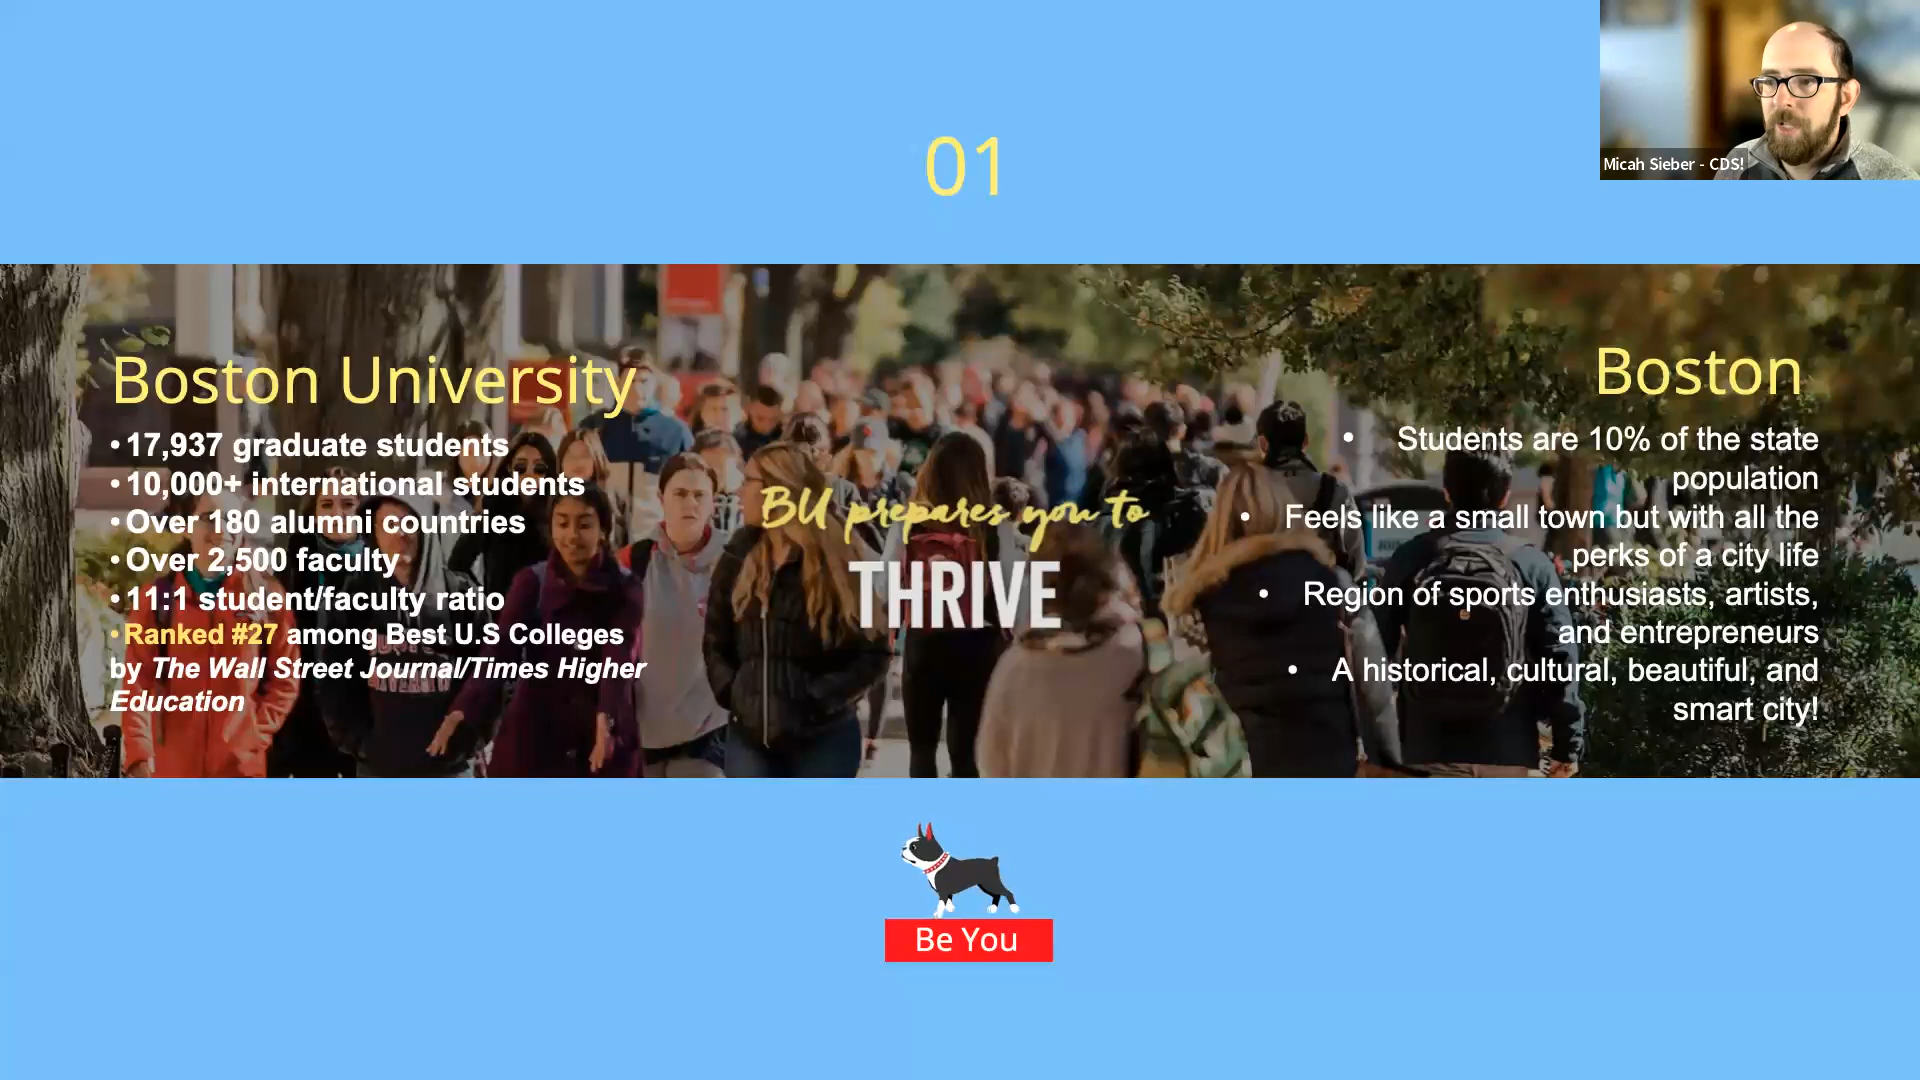 01
Micah Sieber - CDS!
Boston University
• 17,937 graduate students
• 10,000+ international students
• Over 180 alumni countries
• Over 2,500 faculty
• 11:1 student/faculty ratio
• Ranked #27 among Best U.S Colleges
by The Wall Street Journal/Times Higher
Education
BU prepares you to
THRIVE
Boston
• Students are 10% of the state
population
• Feels like a small town but with all the
perks of a city life
• Region of sports enthusiasts, artists,
and entrepreneurs
• A historical, cultural, beautiful, and
smart city!
Be You